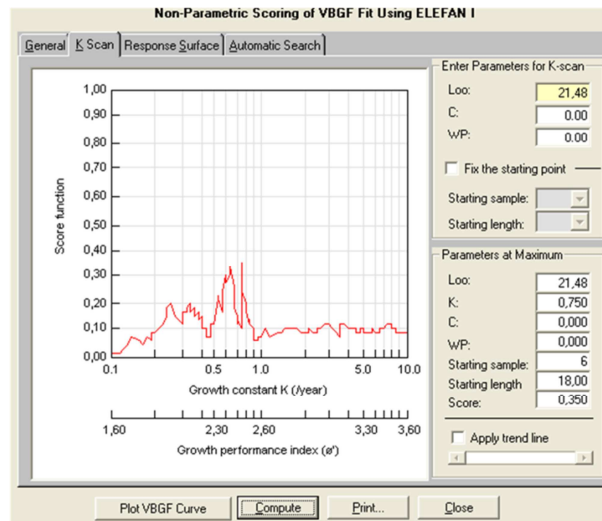 Non-Parametric Scoring of VBGF Fit Using ELEFAN I
General K Scan Response Surface Automatic Search
1,00
0,90
0,80
0,70
0,60
0,50
0,40
0,30
0,20
0,10
0,00
Score function
0.1 0.5 1.0 5.0 10.0
Growth constant K (/year)
1,60 2,30 2,60 3,30 3,60
Growth performance index (ø')
Enter Parameters for K-scan
Loo: 21,48
C: 0.00
WP: 0.00
Fix the starting point
Starting sample:
Starting length:
Parameters at Maximum
Loo: 21,48
K: 0,750
C: 0,000
WP: 0,000
Starting sample: 6
Starting length 18,00
Score: 0,350
Apply trend line
Plot VBGF Curve Compute Print... Close